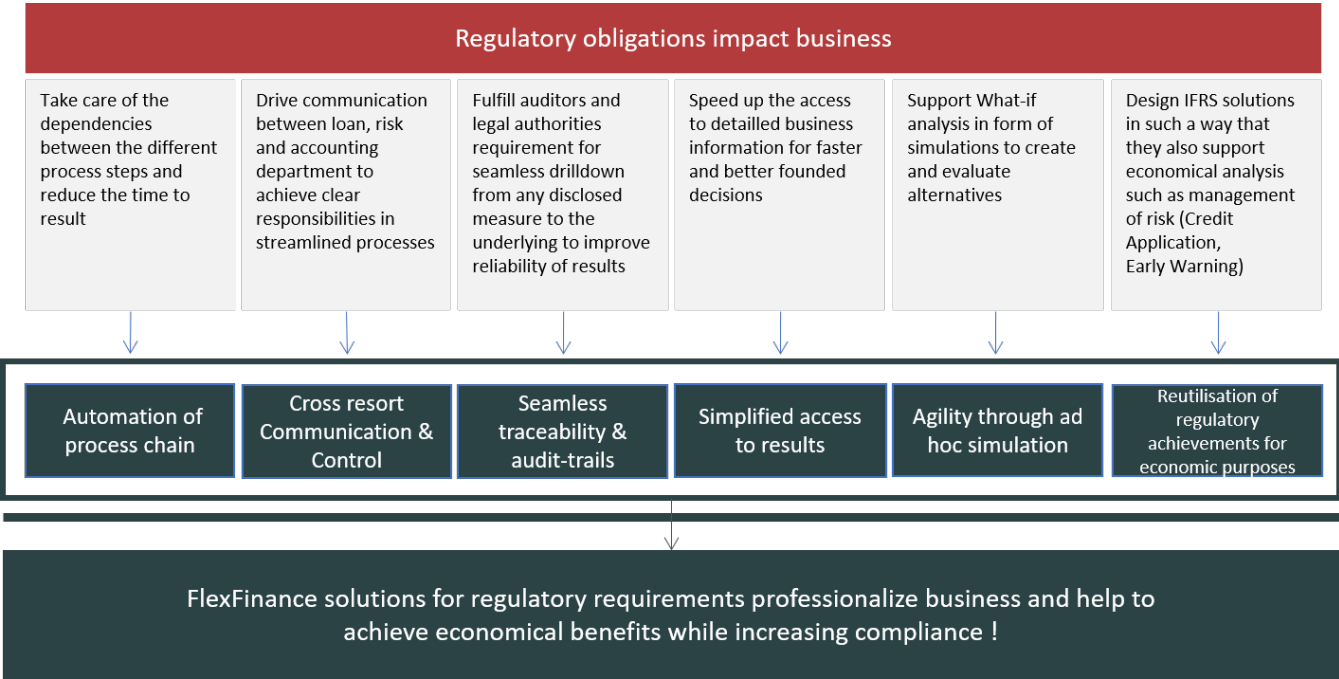 Regulatory obligations impact business
Take care of the
dependencies
between the different
process steps and
reduce the time to
result
Drive communication
between loan, risk
and accounting
department to
achieve clear
responsibilities in
streamlined processes
Fulfill auditors and
legal authorities
requirement for
seamless drilldown
from any disclosed
measure to the
underlying to improve
reliability of results
Speed up the access
to detailled business
information for faster
and better founded
decisions
Support What-if
analysis in form of
simulations to create
and evaluate
alternatives
Design IFRS solutions
in such a way that
they also support
economical analysis
such as management
of risk (Credit
Application,
Early Warning)
Automation of
process chain
Cross resort
Communication &
Control
Seamless
traceability &
audit-trails
Simplified access
to results
Agility through ad
hoc simulation
Reutilisation of
regulatory
achievements for
economic purposes
FlexFinance solutions for regulatory requirements professionalize business and help to
achieve economical benefits while increasing compliance !